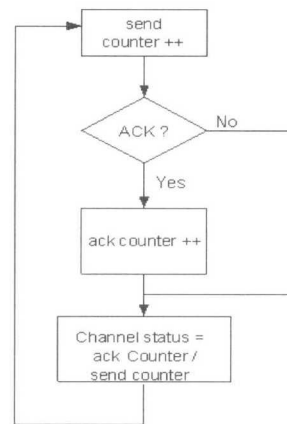 send
counter ++
ACK ?
No
Yes
ack counter ++
Channel status =
ack Counter /
send counter